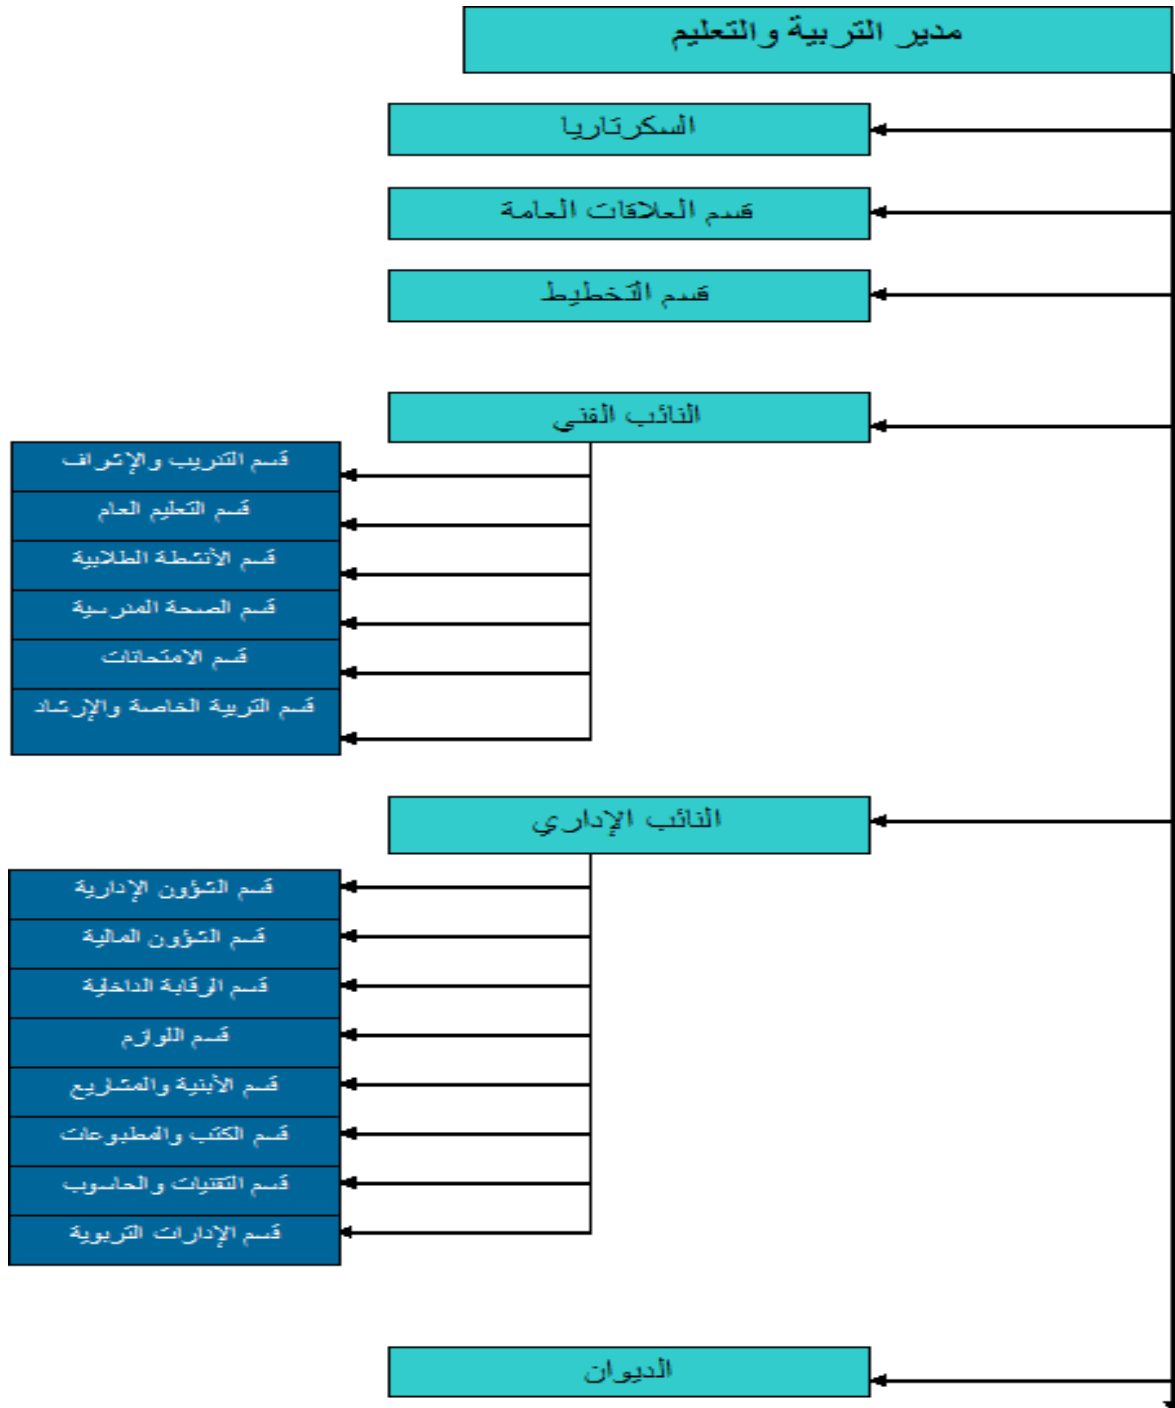 مدير التربية والتعليم
السكرتاريا
قسم العلاقات العامة
قسم التخطيط
النائب الفني
قسم التدريب والإشراف
قسم التعليم العام
قسم الأنشطة الطلابية
قسم الصحة المدرسية
قسم الامتحانات
قسم التربية الخاصة والإرشاد
النائب الإداري
قسم الشؤون الإدارية
قسم الشؤون المالية
قسم الرقابة الداخلية
قسم اللوازم
قسم الأبنية والمشاريع
قسم الكتب والمطبوعات
قسم التقنيات والحاسوب
قسم الإدارات التربوية
الديوان